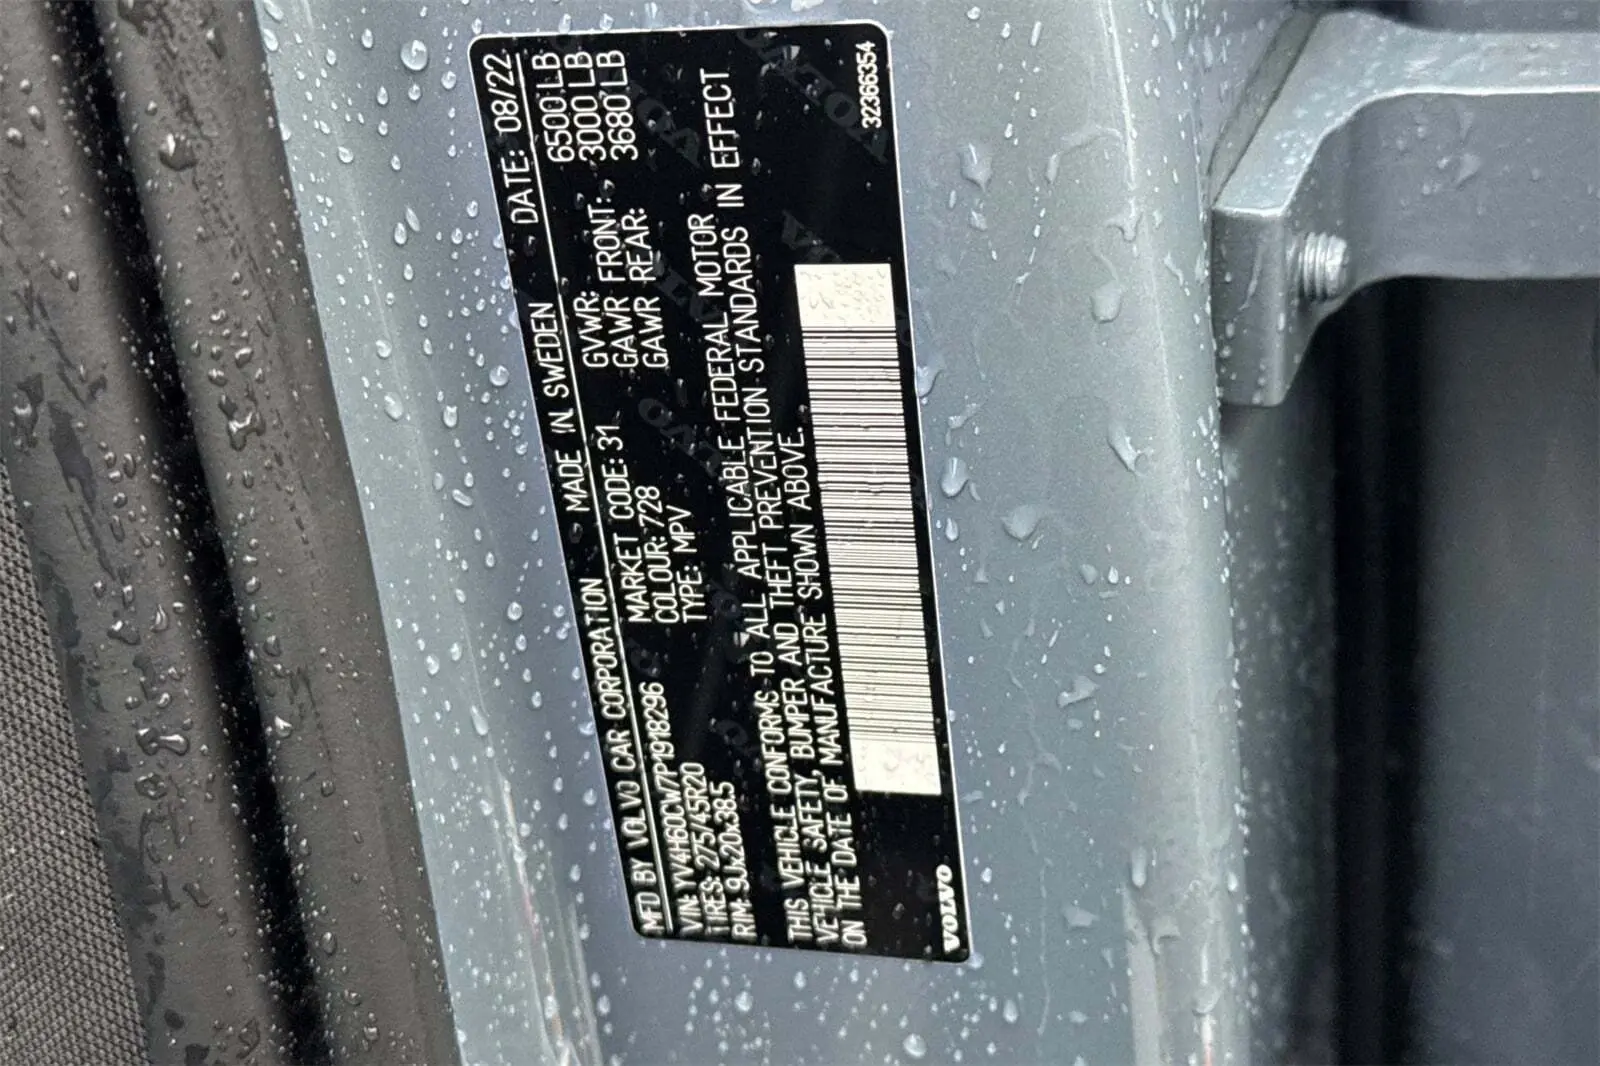 MFD BY VOLVO CAR CORPORATION MADE IN SWEDEN DATE: 08/22
VIN: YV4H60CW7P1918296 MARKET CODE: 31 GVWR: 6500 LB
TIRES: 275/45R20 COLOUR: 728 GAWR FRONT: 3000 LB
RIM: 9Jx20x38.5 TYPE: MPV GAWR REAR: 3680 LB
THIS VEHICLE CONFORMS TO ALL APPLICABLE FEDERAL MOTOR
VEHICLE SAFETY, BUMPER AND THEFT PREVENTION STANDARDS IN EFFECT
ON THE DATE OF MANUFACTURE SHOWN ABOVE.
VOLVO
32366354